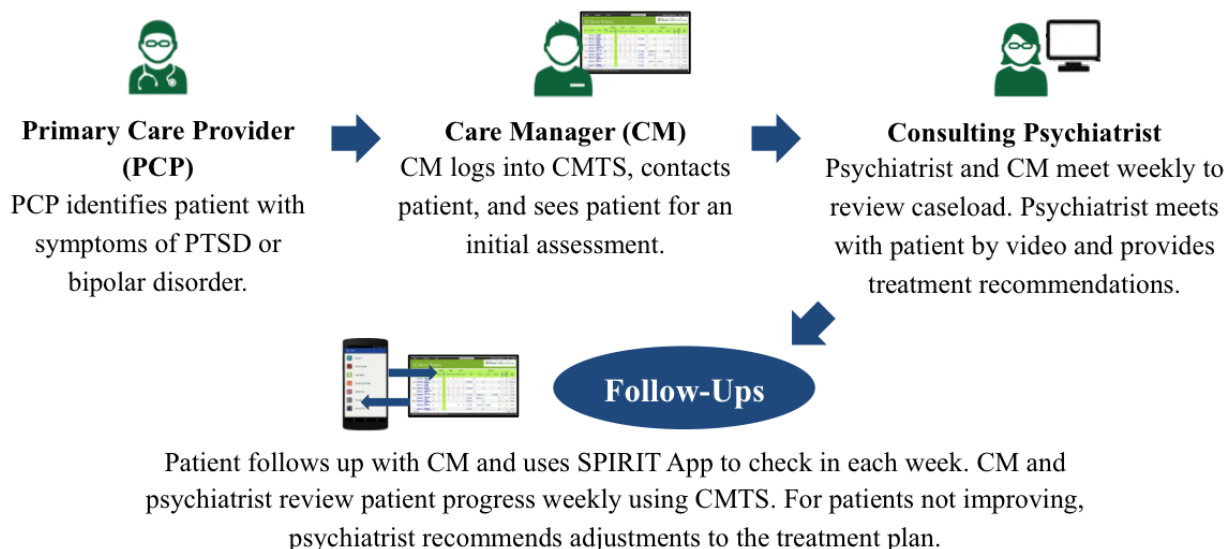 Primary Care Provider
(PCP)
PCP identifies patient with
symptoms of PTSD or
bipolar disorder.
Care Manager (CM)
CM logs into CMTS, contacts
patient, and sees patient for an
initial assessment.
Consulting Psychiatrist
Psychiatrist and CM meet weekly to
review caseload. Psychiatrist meets
with patient by video and provides
treatment recommendations.
Follow-Ups
Patient follows up with CM and uses SPIRIT App to check in each week. CM and
psychiatrist review patient progress weekly using CMTS. For patients not improving,
psychiatrist recommends adjustments to the treatment plan.